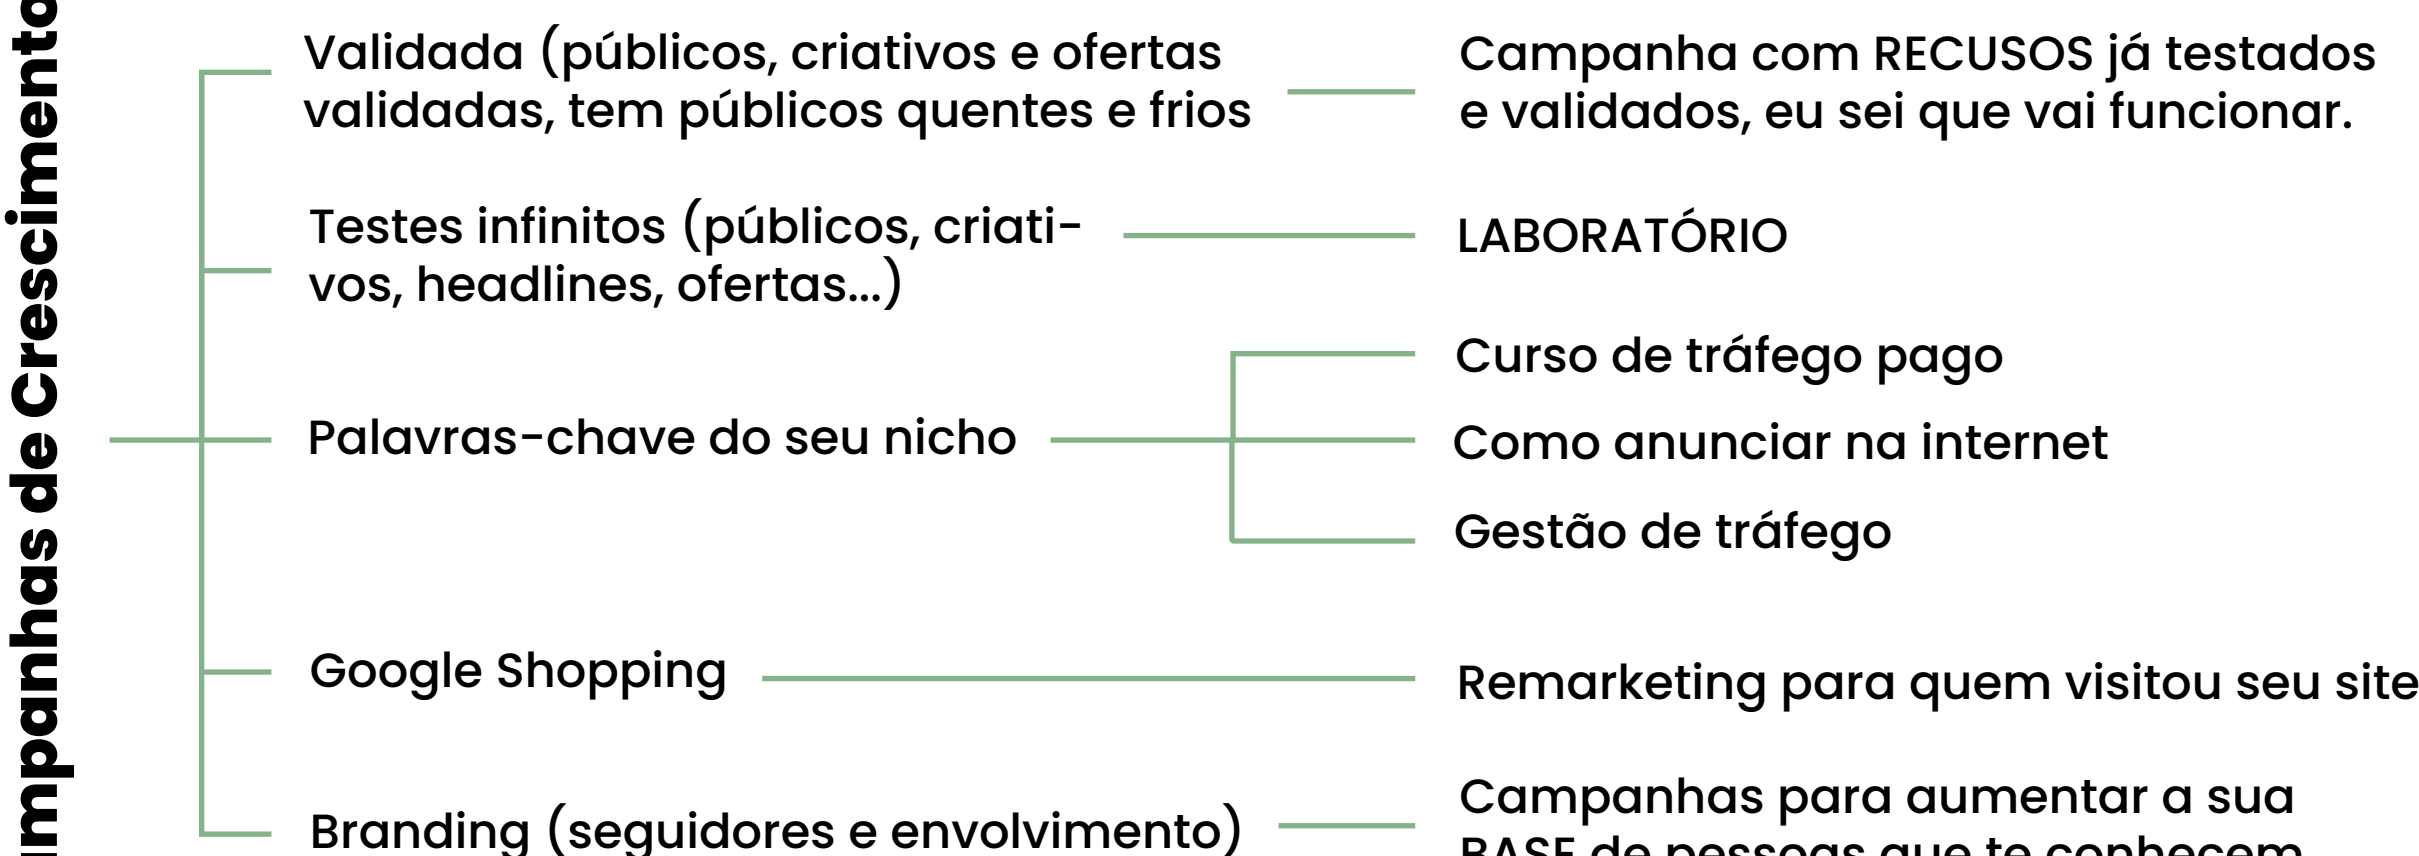 mpanhas de Crescimento
Validada (públicos, criativos e ofertas
validadas, tem públicos quentes e frios
Campanha com RECUSOS já testados
e validados, eu sei que vai funcionar.
Testes infinitos (públicos, criati-
vos, headlines, ofertas...)
LABORATÓRIO
Palavras-chave do seu nicho
Curso de tráfego pago
Como anunciar na internet
Gestão de tráfego
Google Shopping
Remarketing para quem visitou seu site
Branding (seguidores e envolvimento)
Campanhas para aumentar a sua
BASE de pessoas que te conhecem